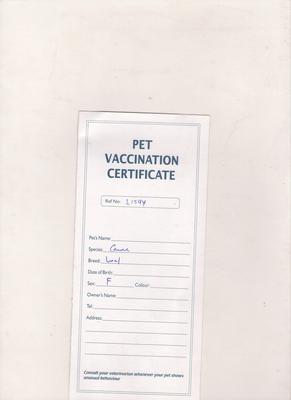 PET
VACCINATION
CERTIFICATE
Ref No: L1594
Pet's Name:
Species: Canine
Breed: Local
Date of Birth:
Sex: F Colour:
Owner's Name:
Tel:
Address:
Consult your veterinarian whenever your pet shows
unusual behaviour